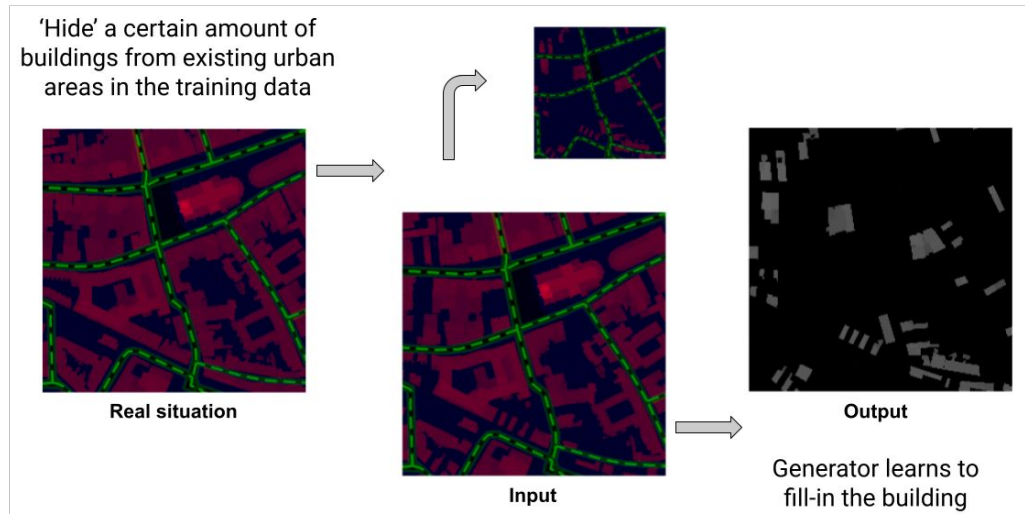 ‘Hide’ a certain amount of
buildings from existing urban
areas in the training data
Real situation
Input
Output
Generator learns to
fill-in the building